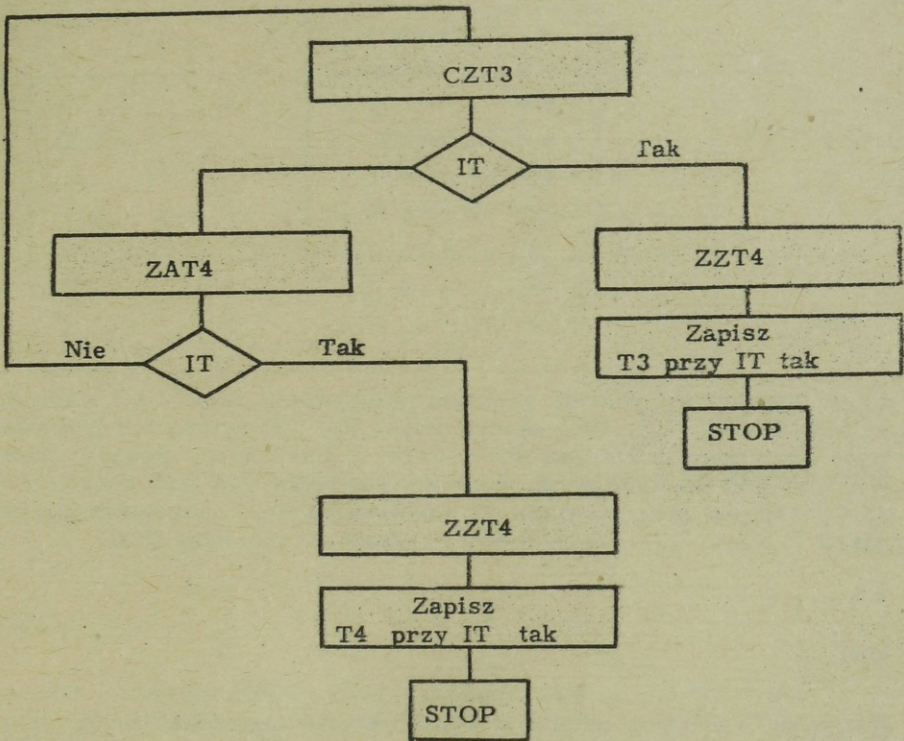 CZT3
IT
Tak
ZAT4
ZZT4
Zapisz
T3 przy IT tak
Nie
IT
Tak
STOP
ZZT4
Zapisz
T4 przy IT tak
STOP